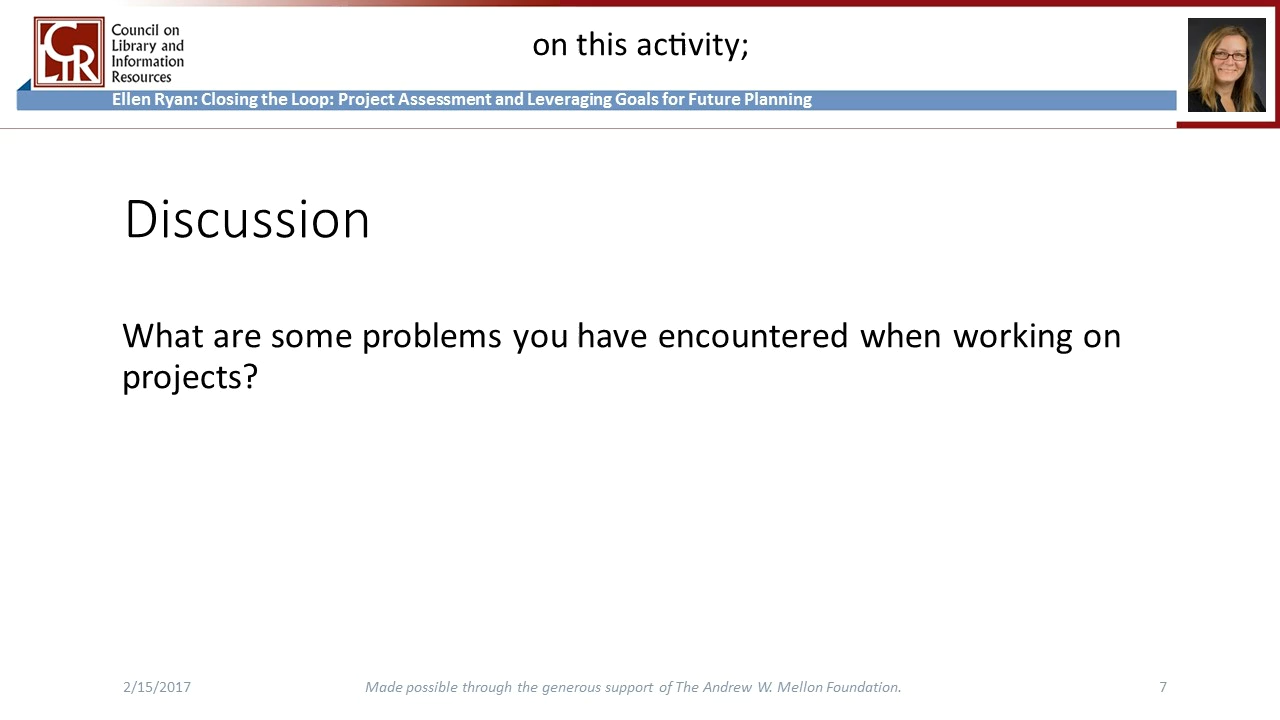 on this activity;
CLIR
Council on
Library and
Information
Resources
Ellen Ryan: Closing the Loop: Project Assessment and Leveraging Goals for Future Planning
Discussion
What are some problems you have encountered when working on
projects?
2/15/2017
Made possible through the generous support of The Andrew W. Mellon Foundation.
7